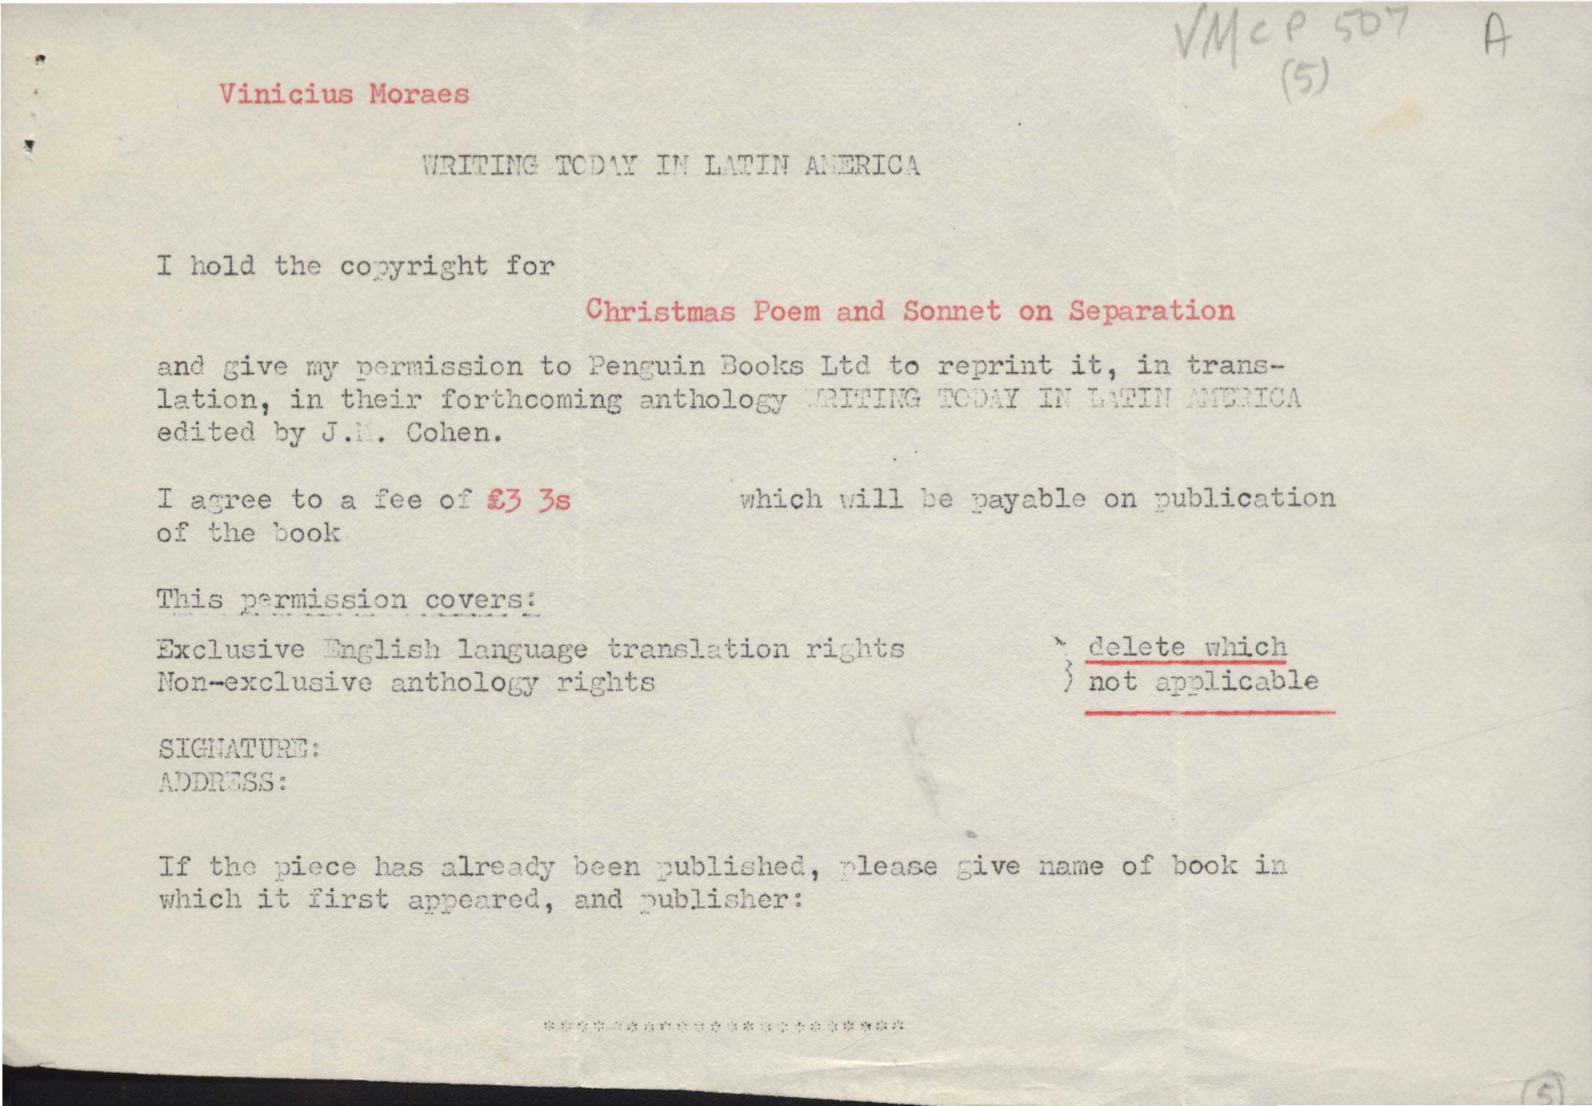 VMcP 507 A
(5)
Vinicius Moraes
WRITING TODAY IN LATIN AMERICA
I hold the copyright for
Christmas Poem and Sonnet on Separation
and give my permission to Penguin Books Ltd to reprint it, in trans-
lation, in their forthcoming anthology WRITING TODAY IN LATIN AMERICA
edited by J.M. Cohen.
I agree to a fee of £3 3s which will be payable on publication
of the book
This permission covers:
Exclusive English language translation rights ) delete which
Non-exclusive anthology rights ) not applicable
SIGNATURE:
ADDRESS:
If the piece has already been published, please give name of book in
which it first appeared, and publisher:
**********************
(5)